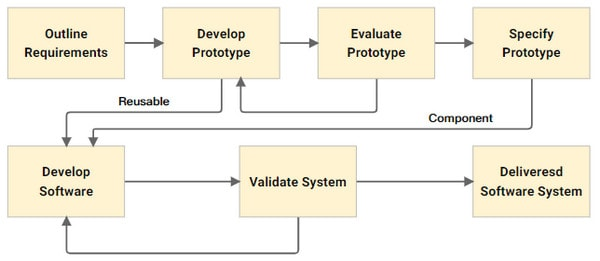 Outline
Requirements
Develop
Prototype
Evaluate
Prototype
Specify
Prototype
Reusable
Component
Develop
Software
Validate System
Deliveresd
Software System